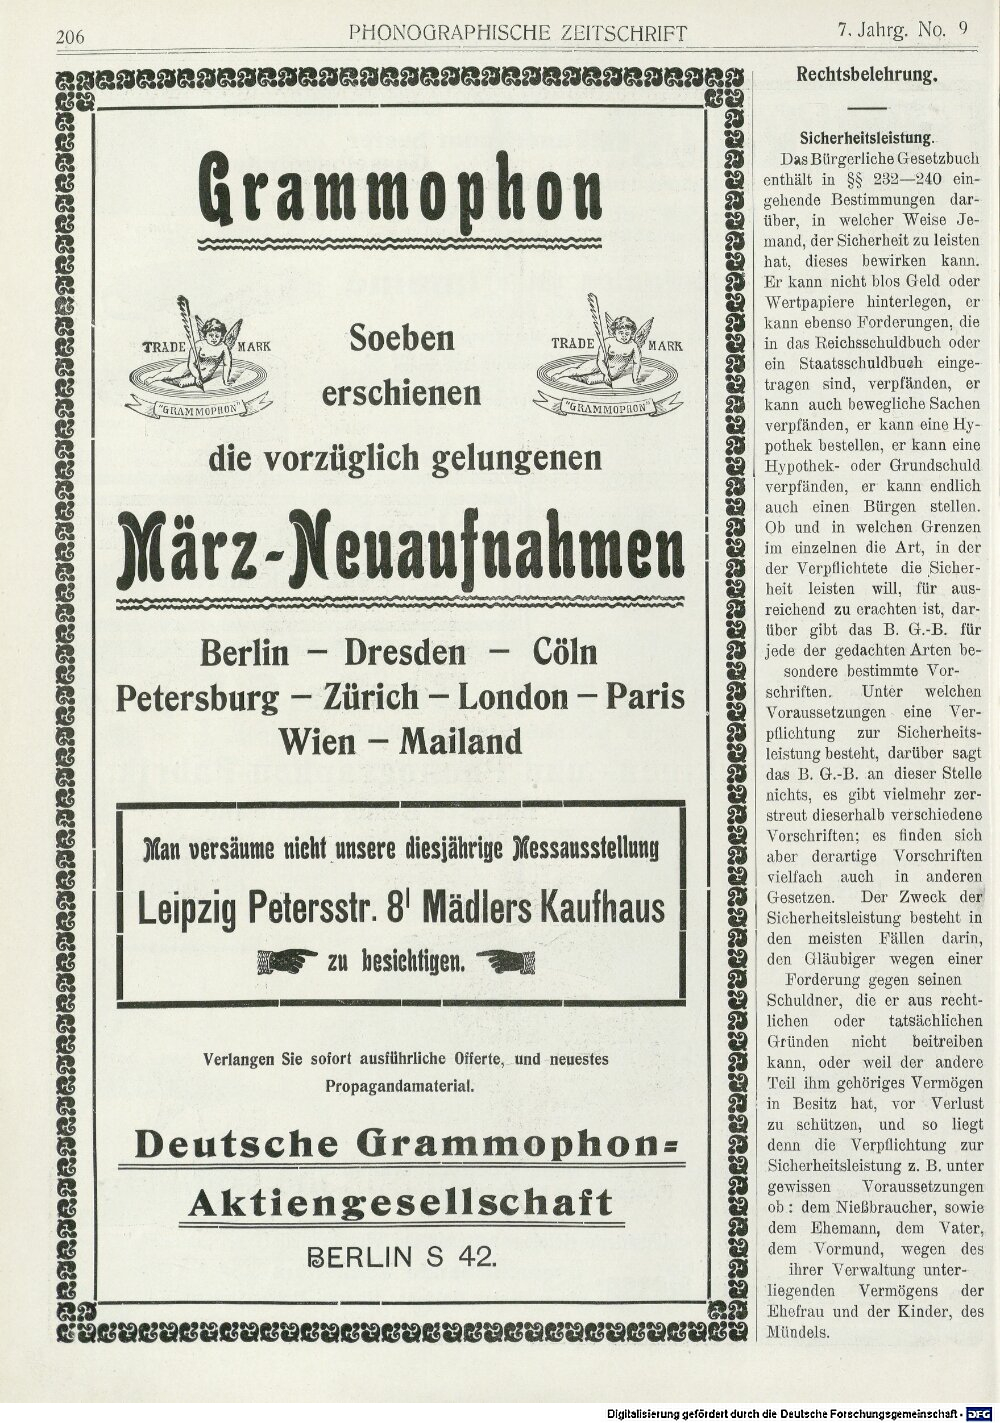 206
PHONOGRAPHISCHE ZEITSCHRIFT
7. Jahrg. No. 9
Grammophon
TRADE MARK
"GRAMMOPHON"
Soeben
erschienen
TRADE MARK
"GRAMMOPHON"
die vorzüglich gelungenen
März-Neuaufnahmen
Berlin – Dresden – Cöln
Petersburg – Zürich – London – Paris
Wien – Mailand
Man versäume nicht unsere diesjährige Messausstellung
Leipzig Petersstr. 8ᴵ Mädlers Kaufhaus
zu besichtigen.
Verlangen Sie sofort ausführliche Offerte, und neuestes
Propagandamaterial.
Deutsche Grammophon=
Aktiengesellschaft
BERLIN S 42.
Rechtsbelehrung.
Sicherheitsleistung.
Das Bürgerliche Gesetzbuch
enthält in §§ 232—240 ein-
gehende Bestimmungen dar-
über, in welcher Weise Je-
mand, der Sicherheit zu leisten
hat, dieses bewirken kann.
Er kann nicht blos Geld oder
Wertpapiere hinterlegen, er
kann ebenso Forderungen, die
in das Reichsschuldbuch oder
ein Staatsschuldbuch einge-
tragen sind, verpfänden, er
kann auch bewegliche Sachen
verpfänden, er kann eine Hy-
pothek bestellen, er kann eine
Hypothek- oder Grundschuld
verpfänden, er kann endlich
auch einen Bürgen stellen.
Ob und in welchen Grenzen
im einzelnen die Art, in der
der Verpflichtete die Sicher-
heit leisten will, für aus-
reichend zu erachten ist, dar-
über gibt das B. G.-B. für
jede der gedachten Arten be-
sondere bestimmte Vor-
schriften. Unter welchen
Voraussetzungen eine Ver-
pflichtung zur Sicherheits-
leistung besteht, darüber sagt
das B. G.-B. an dieser Stelle
nichts, es gibt vielmehr zer-
streut dieserhalb verschiedene
Vorschriften; es finden sich
aber derartige Vorschriften
vielfach auch in anderen
Gesetzen. Der Zweck der
Sicherheitsleistung besteht in
den meisten Fällen darin,
den Gläubiger wegen einer
Forderung gegen seinen
Schuldner, die er aus recht-
lichen oder tatsächlichen
Gründen nicht beitreiben
kann, oder weil der andere
Teil ihm gehöriges Vermögen
in Besitz hat, vor Verlust
zu schützen, und so liegt
denn die Verpflichtung zur
Sicherheitsleistung z. B. unter
gewissen Voraussetzungen
ob: dem Nießbraucher, sowie
dem Ehemann, dem Vater,
dem Vormund, wegen des
ihrer Verwaltung unter-
liegenden Vermögens der
Ehefrau und der Kinder, des
Mündels.
Digitalisierung gefördert durch die Deutsche Forschungsgemeinschaft - DFG